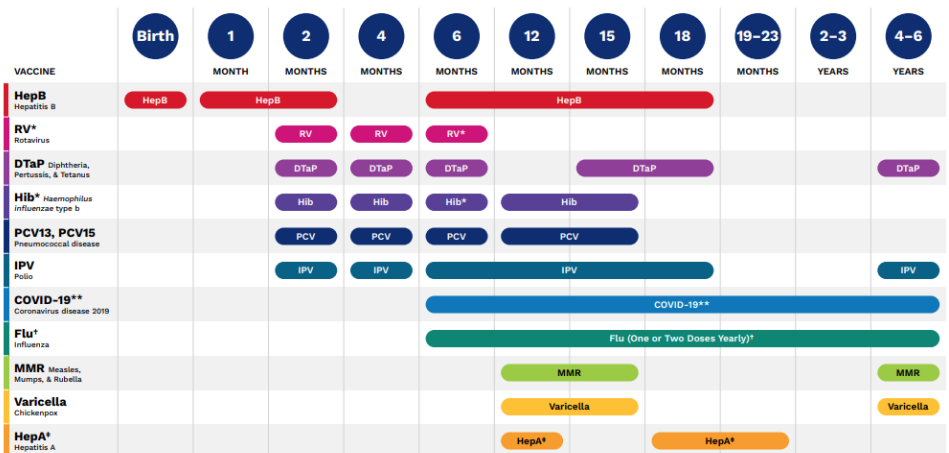 Birth 1 2 4 6 12 15 18 19–23 2–3 4–6
VACCINE MONTH MONTHS MONTHS MONTHS MONTHS MONTHS MONTHS MONTHS YEARS YEARS
HepB
Hepatitis B
HepB HepB HepB
RV*
Rotavirus
RV RV RV*
DTaP Diphtheria,
Pertussis, & Tetanus
DTaP DTaP DTaP DTaP DTaP
Hib* Haemophilus
influenzae type b
Hib Hib Hib* Hib
PCV13, PCV15
Pneumococcal disease
PCV PCV PCV PCV
IPV
Polio
IPV IPV IPV IPV
COVID-19**
Coronavirus disease 2019
COVID-19**
Flu†
Influenza
Flu (One or Two Doses Yearly)†
MMR Measles,
Mumps, & Rubella
MMR MMR
Varicella
Chickenpox
Varicella Varicella
HepA‡
Hepatitis A
HepA‡ HepA‡